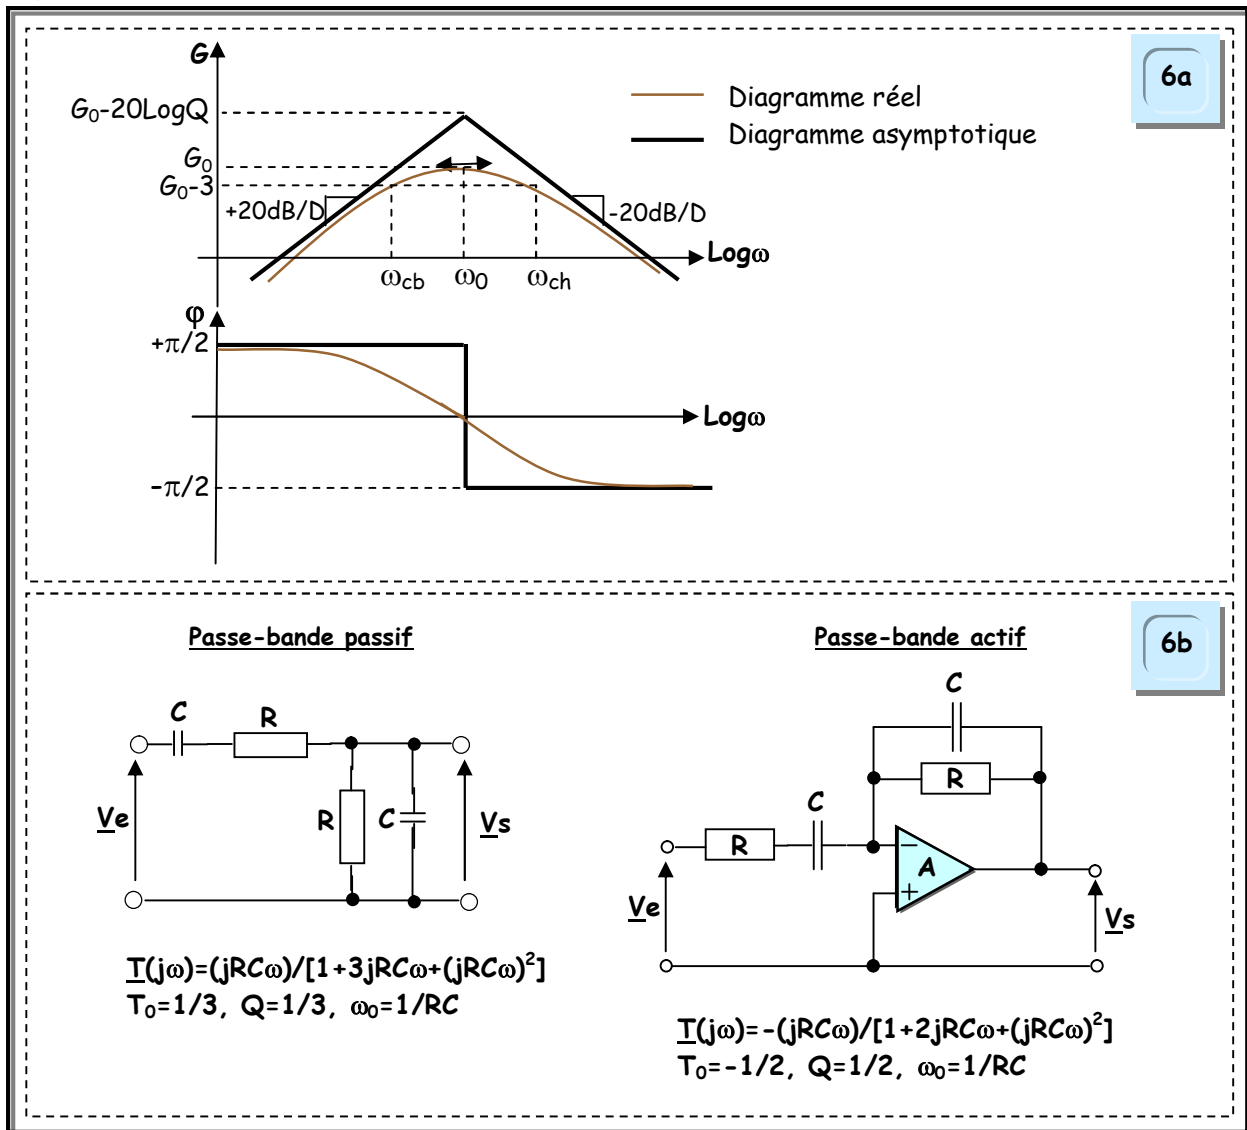 6a
G
G₀-20LogQ
Diagramme réel
Diagramme asymptotique
G₀
G₀-3
+20dB/D
-20dB/D
Logω
ω_cb
ω₀
ω_ch
φ
+π/2
Logω
-π/2
6b
Passe-bande passif
Passe-bande actif
C
R
R
C
Ve
Vs
T(jω)=(jRCω)/[1+3jRCω+(jRCω)²]
T₀=1/3, Q=1/3, ω₀=1/RC
C
R
C
R
−
A
+
Ve
Vs
T(jω)=-(jRCω)/[1+2jRCω+(jRCω)²]
T₀=-1/2, Q=1/2, ω₀=1/RC